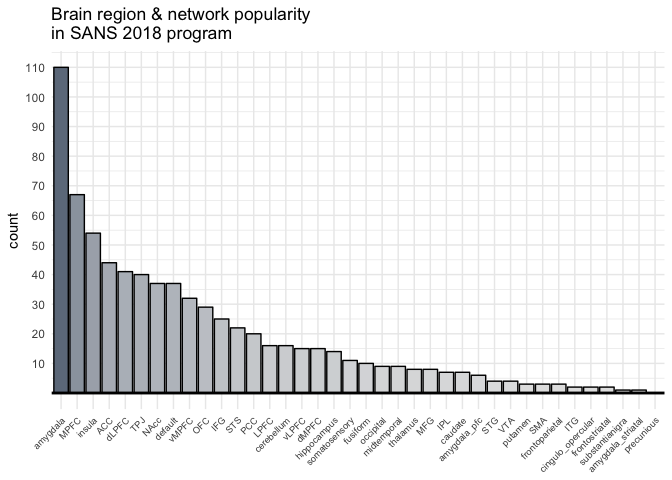 Brain region & network popularity
in SANS 2018 program
110
100
90
80
70
60
50
40
30
20
10
count
amygdala
MPFC
insula
ACC
dLPFC
TPJ
NAcc
default
vMPFC
OFC
IFG
STS
PCC
LPFC
cerebellum
vLPFC
dMPFC
hippocampus
somatosensory
fusiform
occipital
midtemporal
thalamus
MFG
IPL
caudate
amygdala_pfc
STG
VTA
putamen
SMA
frontoparietal
ITG
cingulo_opercular
frontostriatal
substantianigra
amygdala_striatal
precunious